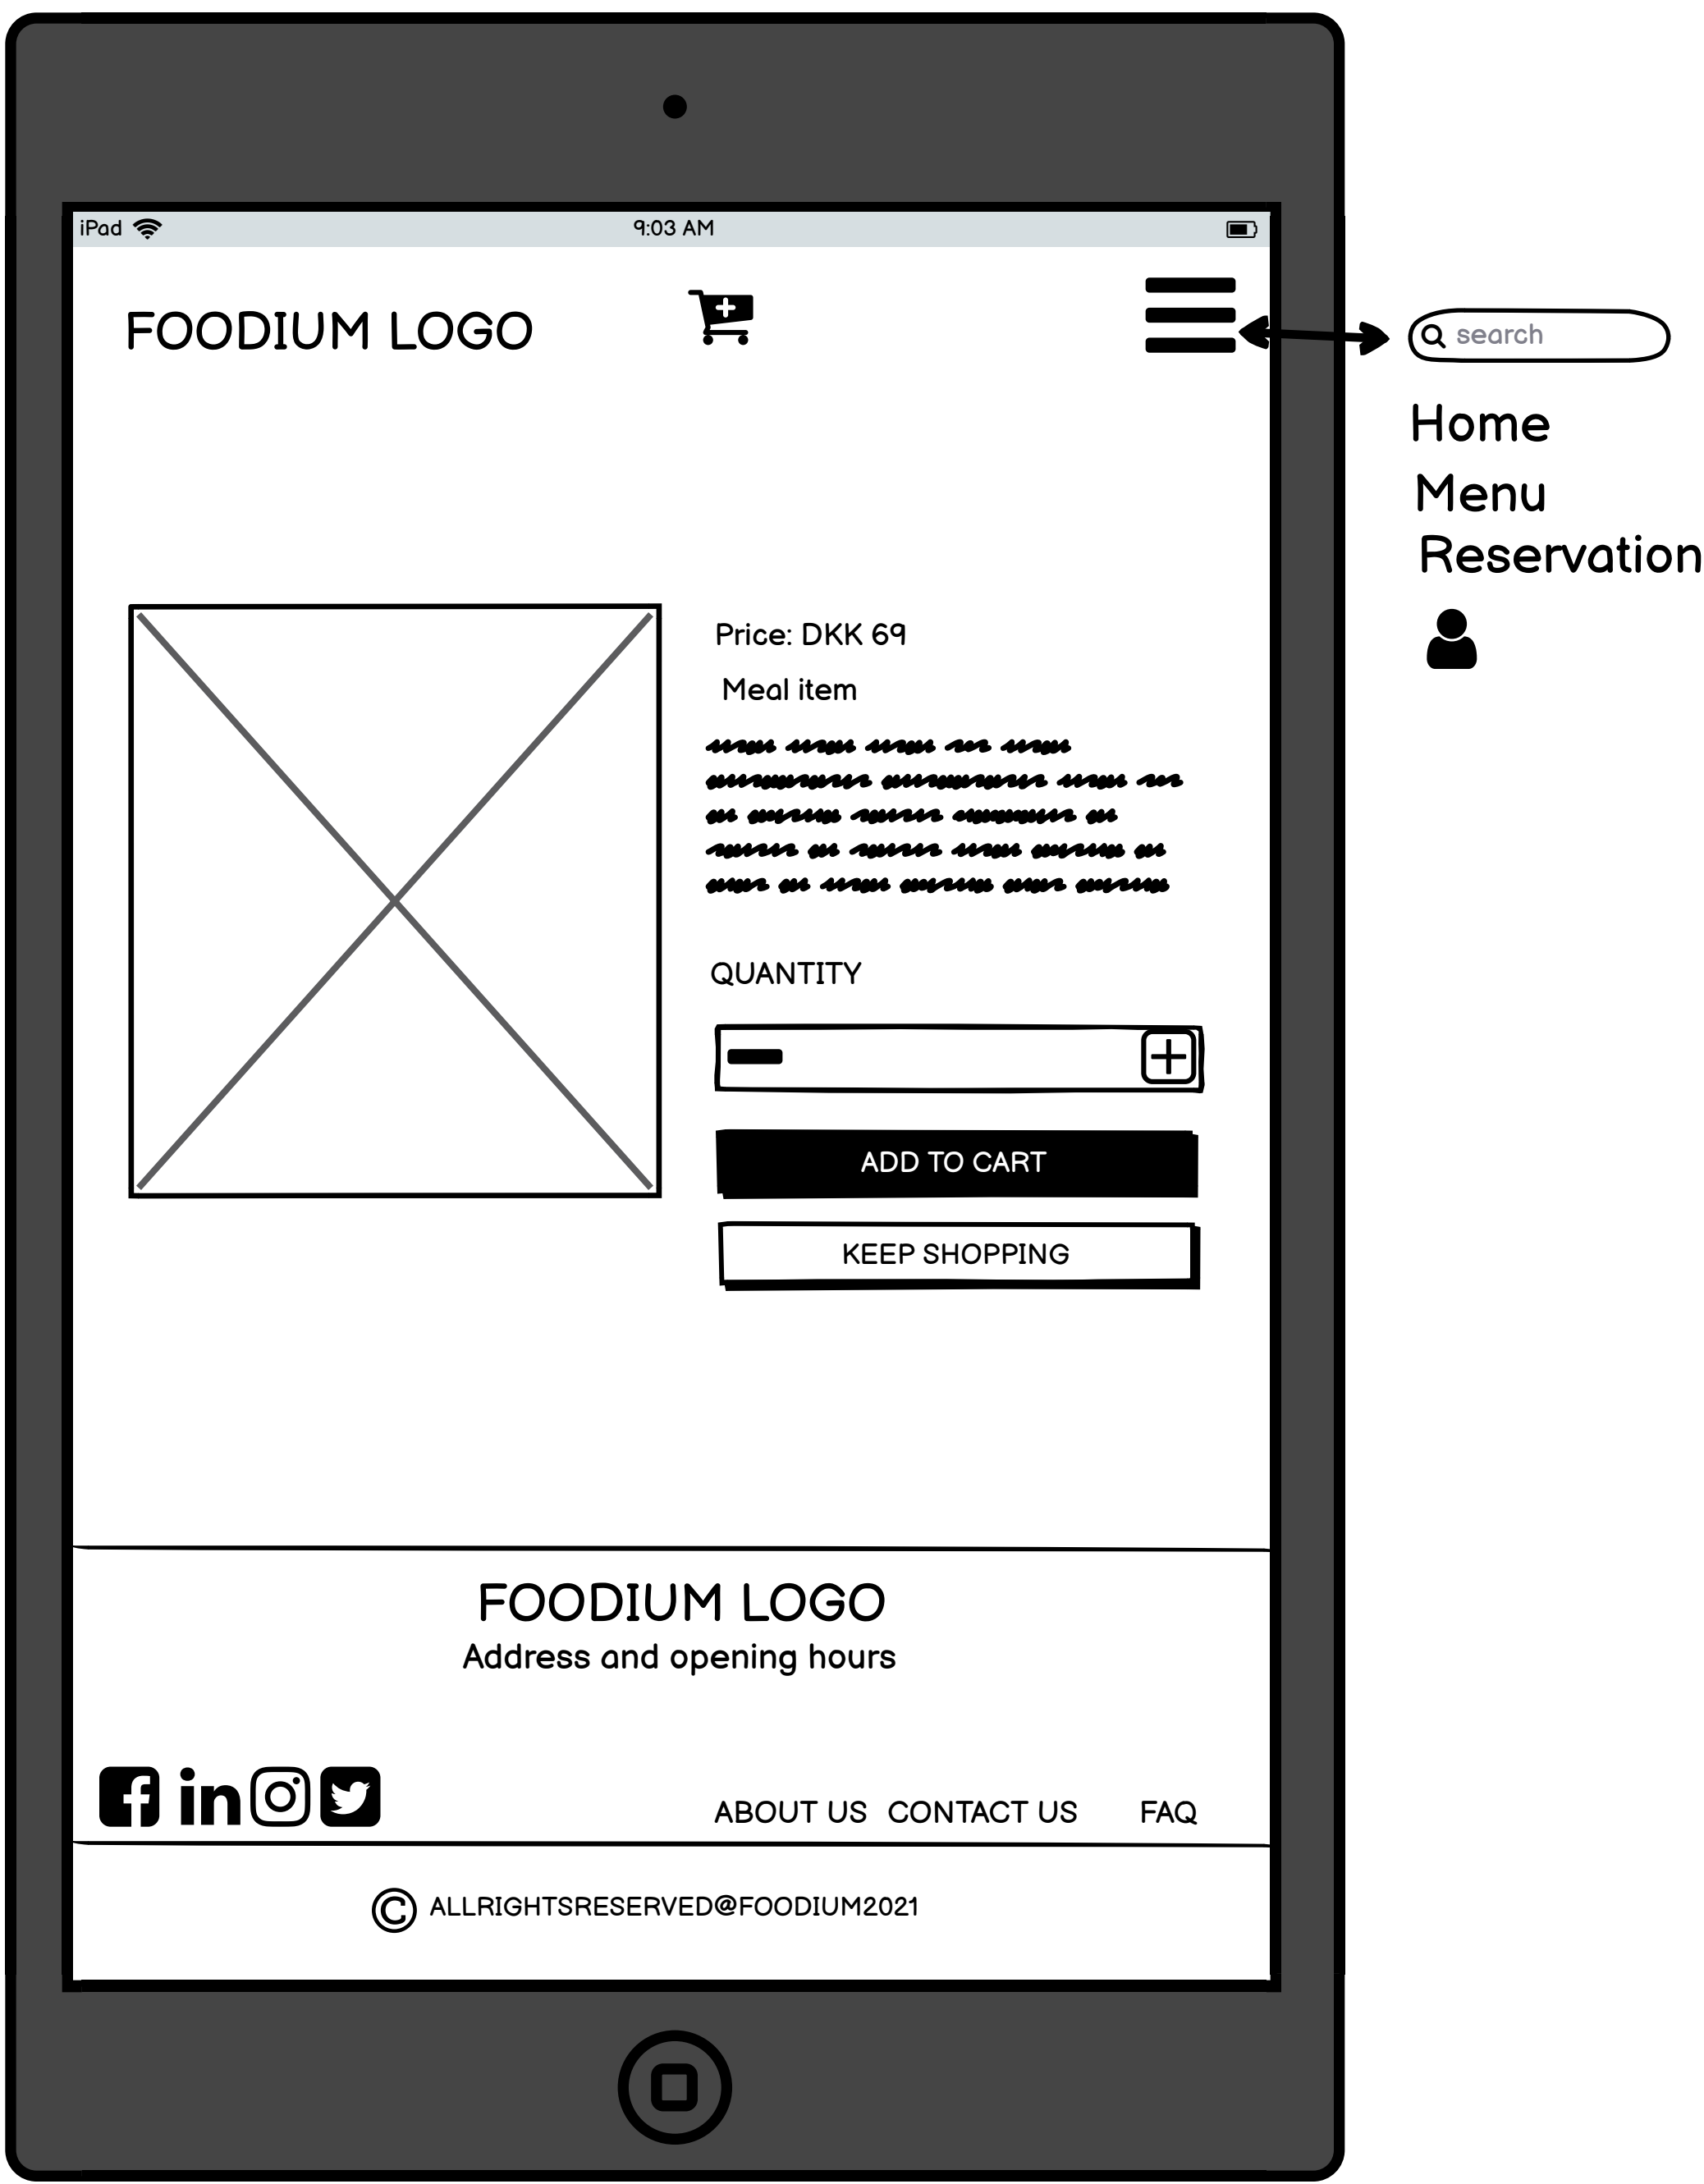 iPad 9:03 AM
FOODIUM LOGO
search
Home
Menu
Reservation
Price: DKK 69
Meal item
QUANTITY
ADD TO CART
KEEP SHOPPING
FOODIUM LOGO
Address and opening hours
ABOUT US CONTACT US FAQ
© ALLRIGHTSRESERVED@FOODIUM2021